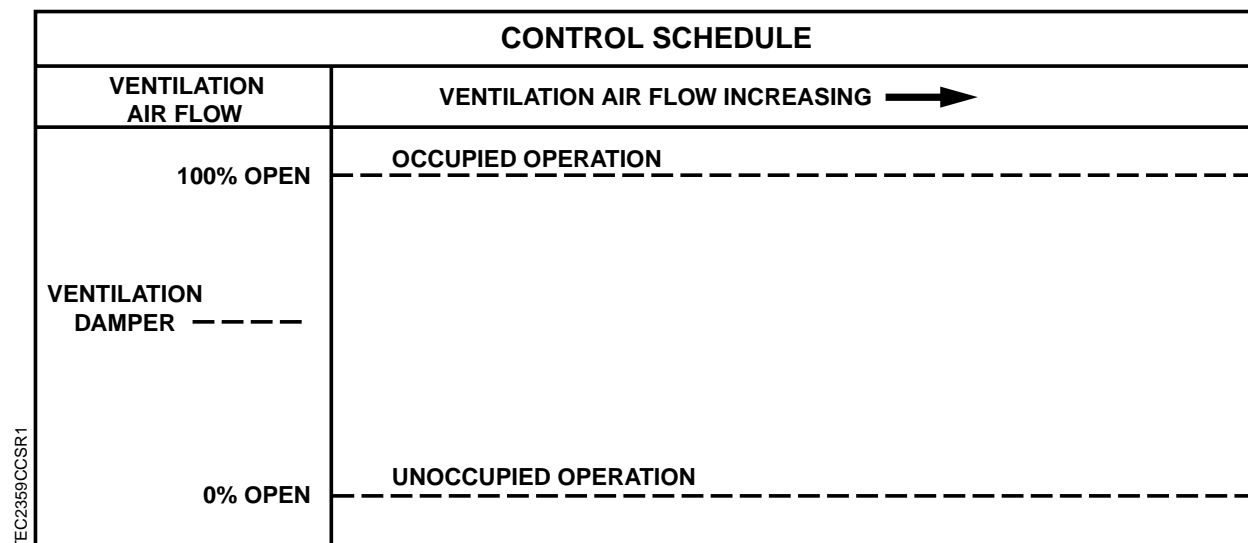 CONTROL SCHEDULE
VENTILATION
AIR FLOW
VENTILATION AIR FLOW INCREASING
100% OPEN
OCCUPIED OPERATION
VENTILATION
DAMPER
0% OPEN
UNOCCUPIED OPERATION
TEC2359CCSR1